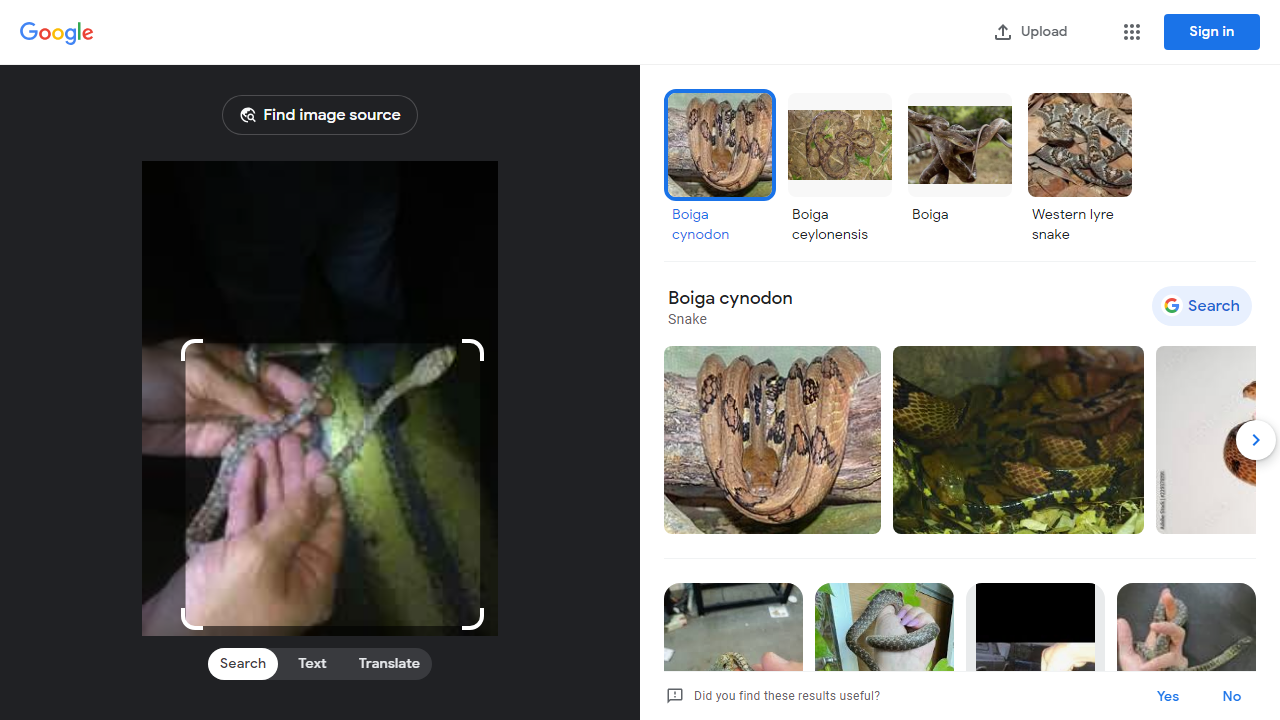 Google
Upload
Sign in
Find image source
Boiga
cynodon
Boiga
ceylonensis
Boiga
Western lyre
snake
Boiga cynodon
Snake
Search
Search
Text
Translate
Did you find these results useful?
Yes
No